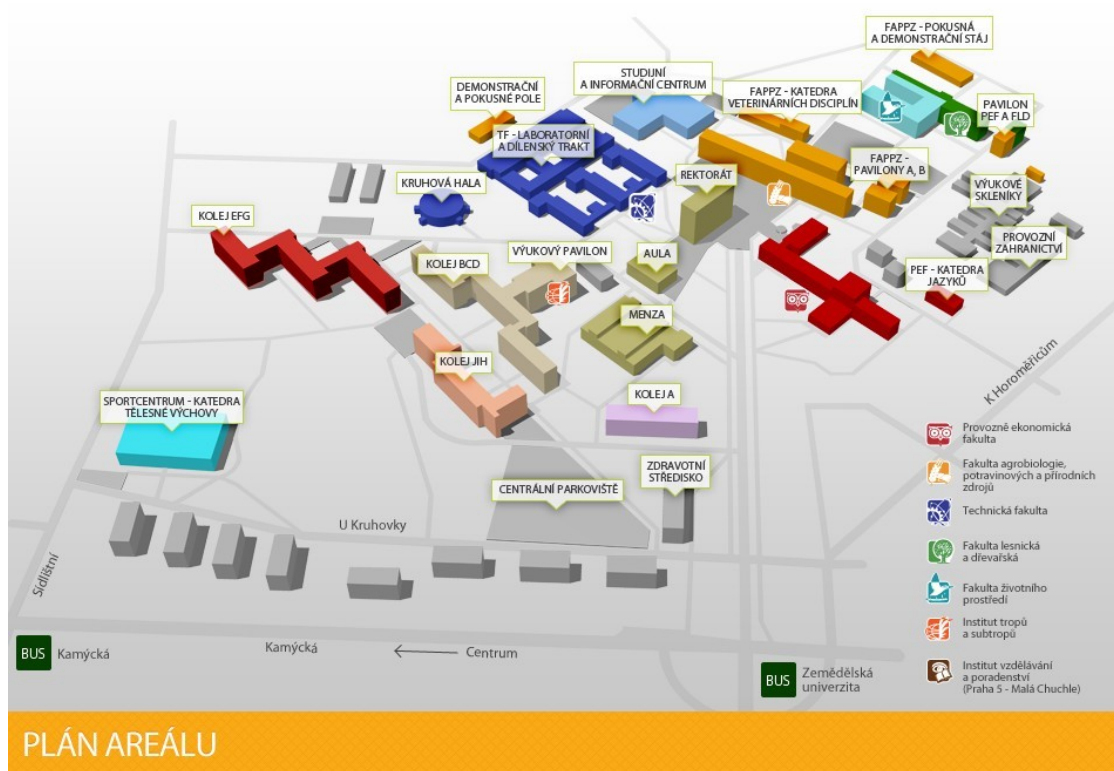 FAPPZ - POKUSNÁ
A DEMONSTRAČNÍ STÁJ
STUDIJNÍ
A INFORMAČNÍ CENTRUM
DEMONSTRAČNÍ
A POKUSNÉ POLE
FAPPZ - KATEDRA
VETERINÁRNÍCH DISCIPLÍN
PAVILON
PEF A FLD
TF - LABORATORNÍ
A DÍLENSKÝ TRAKT
KRUHOVÁ HALA
REKTORÁT
FAPPZ -
PAVILONY A, B
VÝUKOVÉ
SKLENÍKY
KOLEJ EFG
KOLEJ BCD
VÝUKOVÝ PAVILON
AULA
PROVOZNÍ
ZAHRANICTVÍ
PEF - KATEDRA
JAZYKŮ
MENZA
KOLEJ JIH
KOLEJ A
SPORTCENTRUM - KATEDRA
TĚLESNÉ VÝCHOVY
K Horoměřicům
CENTRÁLNÍ PARKOVIŠTĚ
ZDRAVOTNÍ
STŘEDISKO
U Kruhovky
Sídlištní
Provozně ekonomická
fakulta
Fakulta agrobiologie,
potravinových a přírodních
zdrojů
Technická fakulta
Fakulta lesnická
a dřevařská
Fakulta životního
prostředí
Institut tropů
a subtropů
Institut vzdělávání
a poradenství
(Praha 5 - Malá Chuchle)
BUS Kamýcká
Kamýcká
Centrum
BUS Zemědělská
univerzita
PLÁN AREÁLU